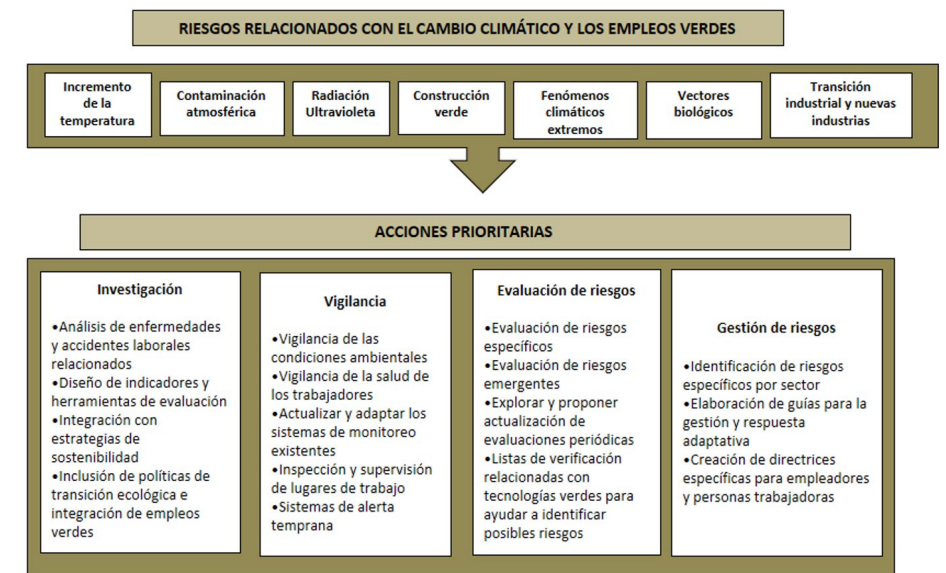 RIESGOS RELACIONADOS CON EL CAMBIO CLIMÁTICO Y LOS EMPLEOS VERDES
Incremento
de la
temperatura
Contaminación
atmosférica
Radiación
Ultravioleta
Construcción
verde
Fenómenos
climáticos
extremos
Vectores
biológicos
Transición
industrial y nuevas
industrias
ACCIONES PRIORITARIAS
Investigación
•Análisis de enfermedades
y accidentes laborales
relacionados
•Diseño de indicadores y
herramientas de evaluación
•Integración con
estrategias de
sostenibilidad
•Inclusión de políticas de
transición ecológica e
integración de empleos
verdes
Vigilancia
•Vigilancia de las
condiciones ambientales
•Vigilancia de la salud de
los trabajadores
•Actualizar y adaptar los
sistemas de monitoreo
existentes
•Inspección y supervisión
de lugares de trabajo
•Sistemas de alerta
temprana
Evaluación de riesgos
•Evaluación de riesgos
específicos
•Evaluación de riesgos
emergentes
•Explorar y proponer
actualización de
evaluaciones periódicas
•Listas de verificación
relacionadas con
tecnologías verdes para
ayudar a identificar
posibles riesgos
Gestión de riesgos
•Identificación de riesgos
específicos por sector
•Elaboración de guías para la
gestión y respuesta
adaptativa
•Creación de directrices
específicas para empleadores
y personas trabajadoras